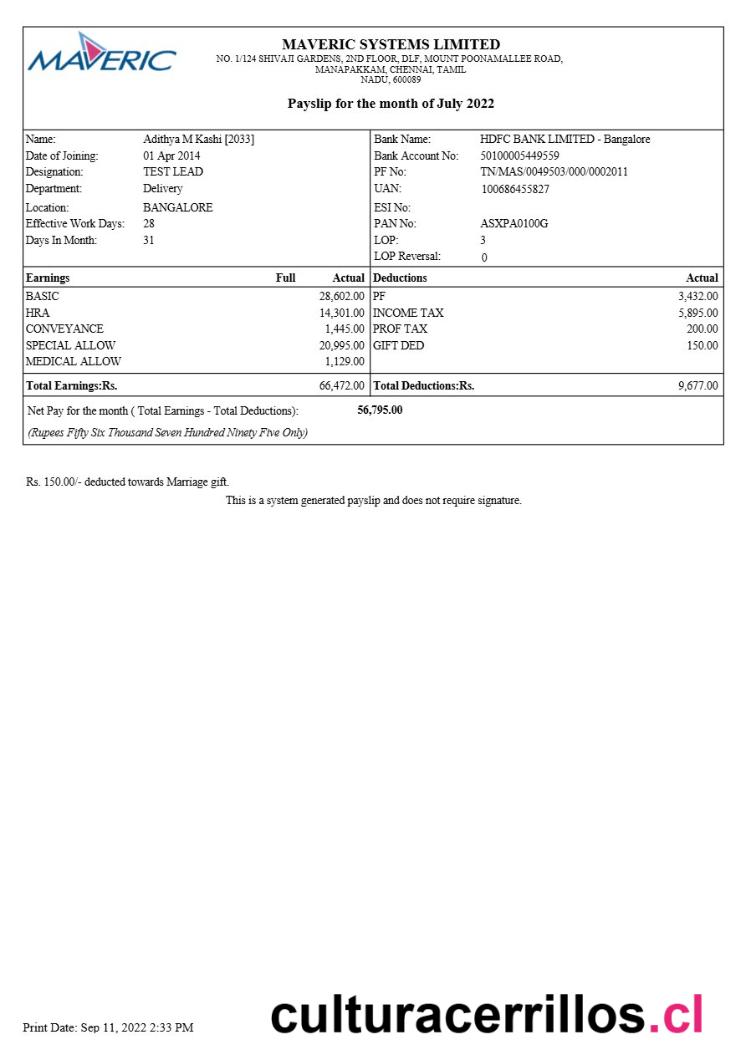 MAVERIC
MAVERIC SYSTEMS LIMITED
NO. 1/124 SHIVAJI GARDENS, 2ND FLOOR, DLF, MOUNT POONAMALLEE ROAD,
MANAPAKKAM, CHENNAI, TAMIL
NADU, 600089
Payslip for the month of July 2022
Name: Adithya M Kashi [2033] Bank Name: HDFC BANK LIMITED - Bangalore
Date of Joining: 01 Apr 2014 Bank Account No: 50100005449559
Designation: TEST LEAD PF No: TN/MAS/0049503/000/0002011
Department: Delivery UAN: 100686455827
Location: BANGALORE ESI No:
Effective Work Days: 28 PAN No: ASXPA0100G
Days In Month: 31 LOP: 3
LOP Reversal: 0
Earnings Full Actual Deductions Actual
BASIC 28,602.00 PF 3,432.00
HRA 14,301.00 INCOME TAX 5,895.00
CONVEYANCE 1,445.00 PROF TAX 200.00
SPECIAL ALLOW 20,995.00 GIFT DED 150.00
MEDICAL ALLOW 1,129.00
Total Earnings:Rs. 66,472.00 Total Deductions:Rs. 9,677.00
Net Pay for the month ( Total Earnings - Total Deductions): 56,795.00
(Rupees Fifty Six Thousand Seven Hundred Ninety Five Only)
Rs. 150.00/- deducted towards Marriage gift.
This is a system generated payslip and does not require signature.
Print Date: Sep 11, 2022 2:33 PM
culturacerrillos.cl